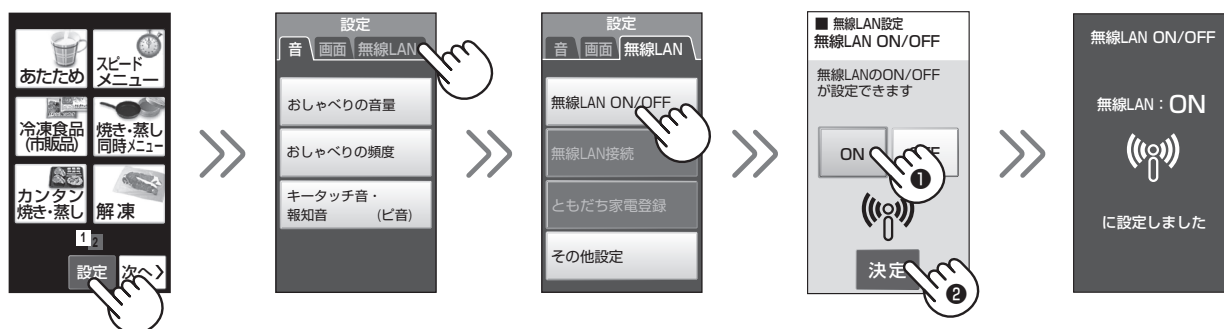 あたため
スピード
メニュー
冷凍食品
(市販品)
焼き・蒸し
同時メニュー
カンタン
焼き・蒸し
解凍
1
2
設定
次へ〉
設定
音
画面
無線LAN
おしゃべりの音量
おしゃべりの頻度
キータッチ音・
報知音 (ピ音)
設定
音
画面
無線LAN
無線LAN ON/OFF
無線LAN接続
ともだち家電登録
その他設定
■ 無線LAN設定
無線LAN ON/OFF
無線LANのON/OFF
が設定できます
ON
❶
決定
❷
無線LAN ON/OFF
無線LAN：ON
に設定しました